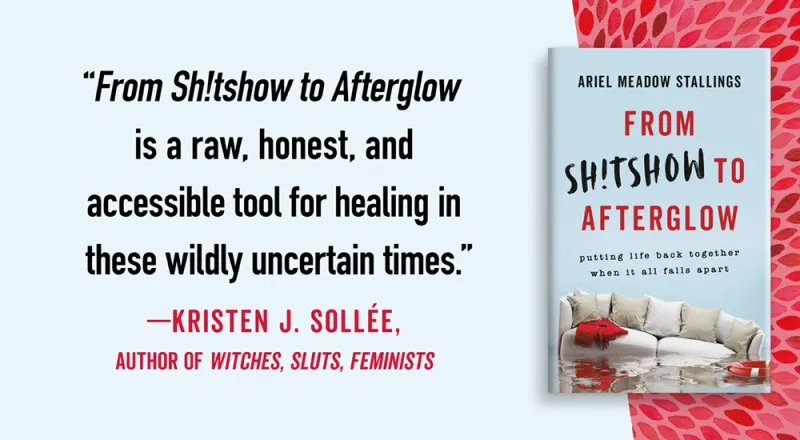 “From Sh!tshow to Afterglow
is a raw, honest, and
accessible tool for healing in
these wildly uncertain times.”
—KRISTEN J. SOLLÉE,
AUTHOR OF WITCHES, SLUTS, FEMINISTS
ARIEL MEADOW STALLINGS
FROM
SH!TSHOW TO
AFTERGLOW
putting life back together
when it all falls apart